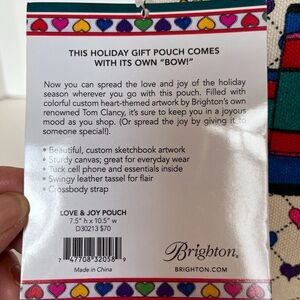 THIS HOLIDAY GIFT POUCH COMES
WITH ITS OWN "BOW!"
Now you can spread the love and joy of the holiday
season wherever you go with this pouch. Filled with
colorful custom heart-themed artwork by Brighton's own
renowned Tom Clancy, it's sure to keep you in a joyous
mood as you shop. (Or spread the joy by giving it to
someone special!).
• Beautiful, custom sketchbook artwork
• Sturdy canvas; great for everyday wear
• Tuck cell phone and essentials inside
• Swingy leather tassel for flair
• Crossbody strap
LOVE & JOY POUCH
7.5" h x 10.5" w
D30213 $70
7 47708 32058 9
Made in China
Brighton
BRIGHTON.COM